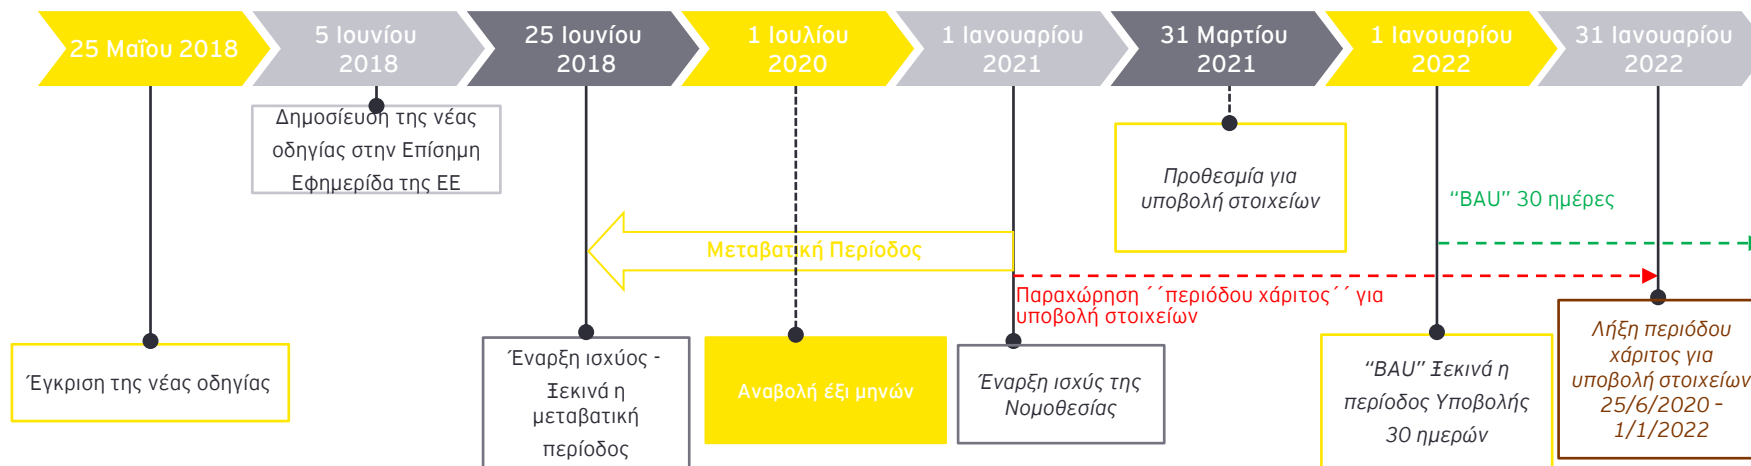 25 Μαΐου 2018
5 Ιουνίου
2018
25 Ιουνίου
2018
1 Ιουλίου
2020
1 Ιανουαρίου
2021
31 Μαρτίου
2021
1 Ιανουαρίου
2022
31 Ιανουαρίου
2022
Δημοσίευση της νέας
οδηγίας στην Επίσημη
Εφημερίδα της ΕΕ
Προθεσμία για
υποβολή στοιχείων
“BAU” 30 ημέρες
Μεταβατική Περίοδος
Παραχώρηση ΄΄περιόδου χάριτος΄΄ για
υποβολή στοιχείων
Έγκριση της νέας οδηγίας
Έναρξη ισχύος -
Ξεκινά η
μεταβατική
περίοδος
Αναβολή έξι μηνών
Έναρξη ισχύς της
Νομοθεσίας
“BAU” Ξεκινά η
περίοδος Υποβολής
30 ημερών
Λήξη περιόδου
χάριτος για
υποβολή στοιχείων
25/6/2020 –
1/1/2022